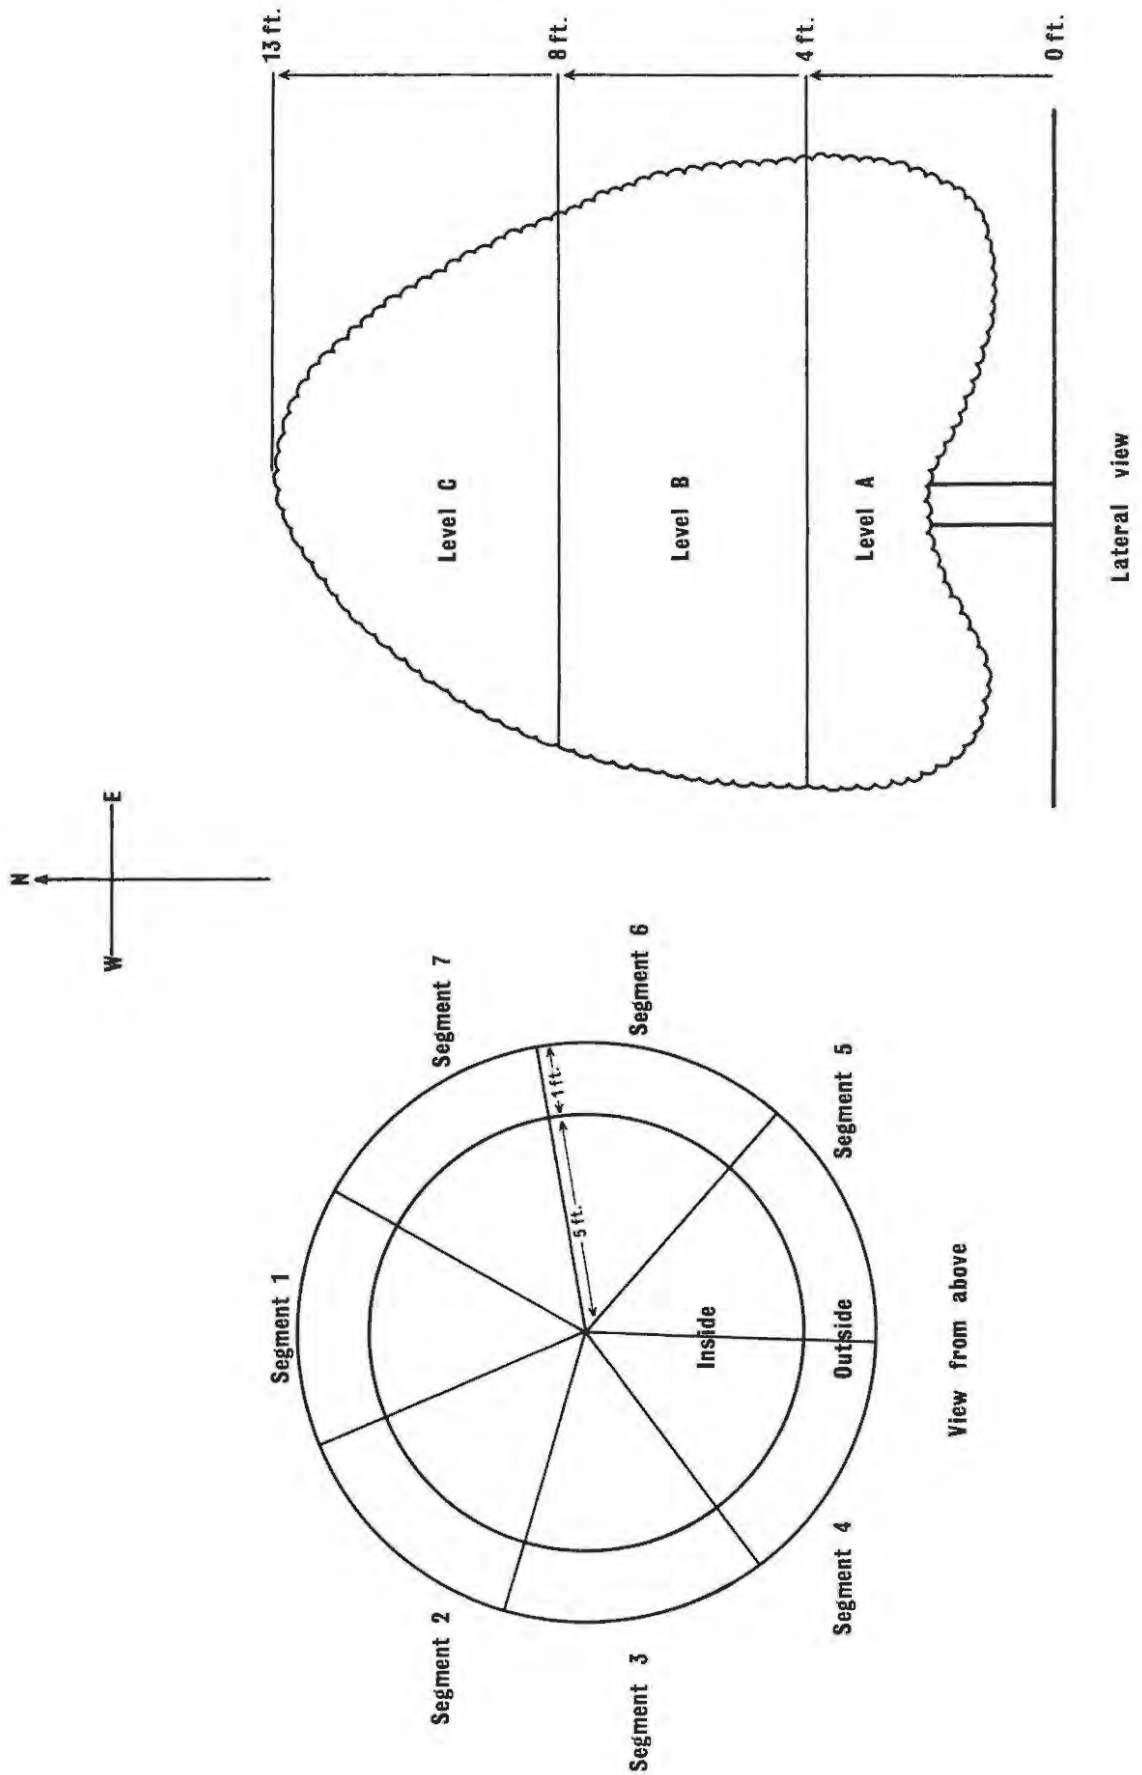 N
W E
Segment 1
Segment 2
Segment 3
Segment 4
Segment 5
Segment 6
Segment 7
5 ft.
1 ft.
Inside
Outside
View from above
13 ft.
8 ft.
4 ft.
0 ft.
Level C
Level B
Level A
Lateral view